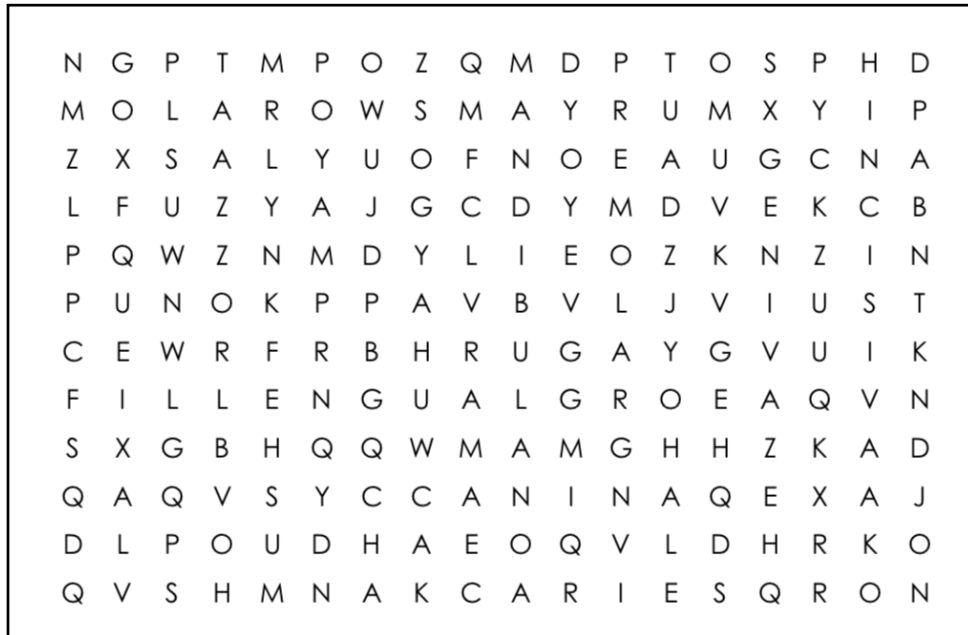 N G P T M P O Z Q M D P T O S P H D
M O L A R O W S M A Y R U M X Y I P
Z X S A L Y U O F N O E A U G C N A
L F U Z Y A J G C D Y M D V E K C B
P Q W Z N M D Y L I E O Z K N Z I N
P U N O K P P A V B V L J V I U S T
C E W R F R B H R U G A Y G V U I K
F I L L E N G U A L G R O E A Q V N
S X G B H Q Q W M A M G H H Z K A D
Q A Q V S Y C C A N I N A Q E X A J
D L P O U D H A E O Q V L D H R K O
Q V S H M N A K C A R I E S Q R O N